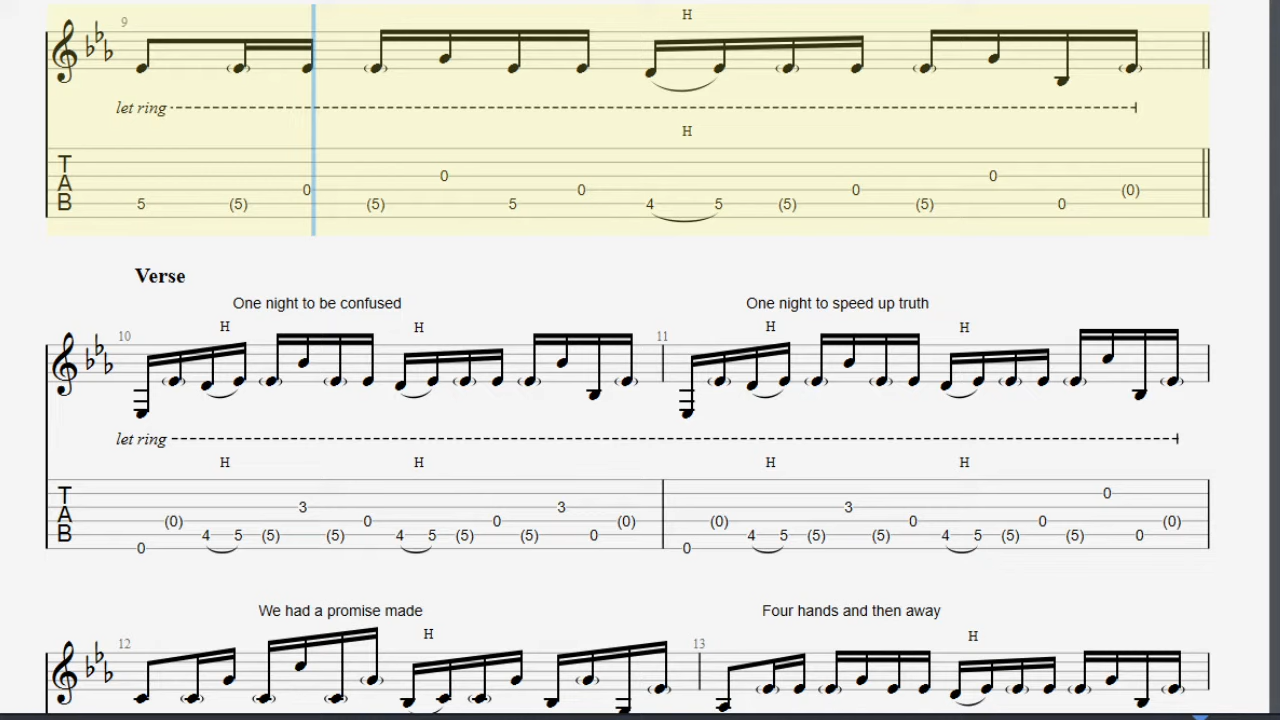 9
H
let ring
H
T
A
B
0
0
0
0
0
(0)
5
(5)
(5)
5
4
5
(5)
(5)
0
Verse
One night to be confused
One night to speed up truth
H
H
H
H
10
11
let ring
H
H
H
H
T
A
B
0
3
3
3
(0)
0
0
(0)
(0)
0
0
(0)
4
5
(5)
(5)
4
5
(5)
(5)
0
4
5
(5)
(5)
4
5
(5)
(5)
0
0
0
We had a promise made
Four hands and then away
12
H
13
H